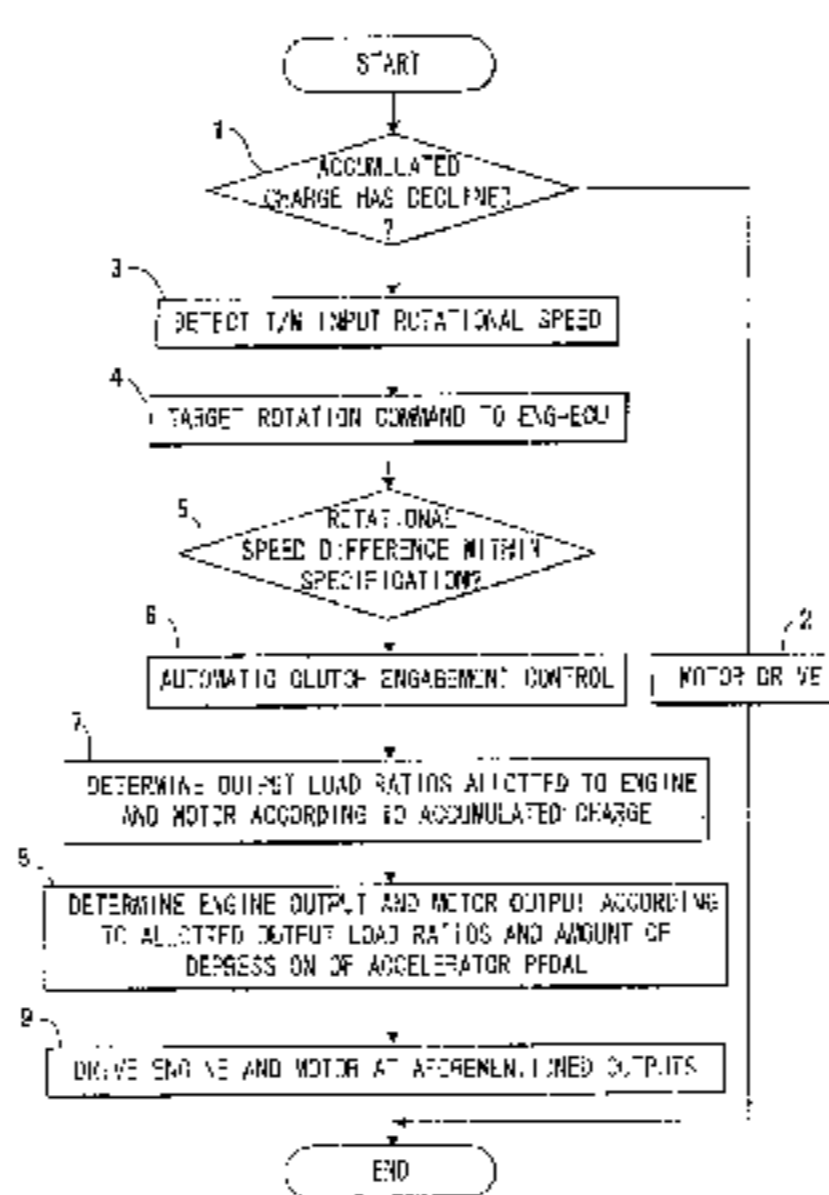 START
1
ACCUMULATED
CHARGE HAS DECLINED
?
3
DETECT T/M INPUT ROTATIONAL SPEED
4
TARGET ROTATION COMMAND TO ENG-ECU
5
ROTATIONAL
SPEED DIFFERENCE WITHIN
SPECIFICATION?
6
AUTOMATIC CLUTCH ENGAGEMENT CONTROL
2
MOTOR DRIVE
7
DETERMINE OUTPUT LOAD RATIOS ALLOTTED TO ENGINE
AND MOTOR ACCORDING TO ACCUMULATED CHARGE
DETERMINE ENGINE OUTPUT AND MOTOR OUTPUT ACCORDING
TO ALLOTTED OUTPUT LOAD RATIOS AND AMOUNT OF
DEPRESSION OF ACCELERATOR PEDAL
9
DRIVE ENGINE AND MOTOR AT AFOREMENTIONED OUTPUTS
END